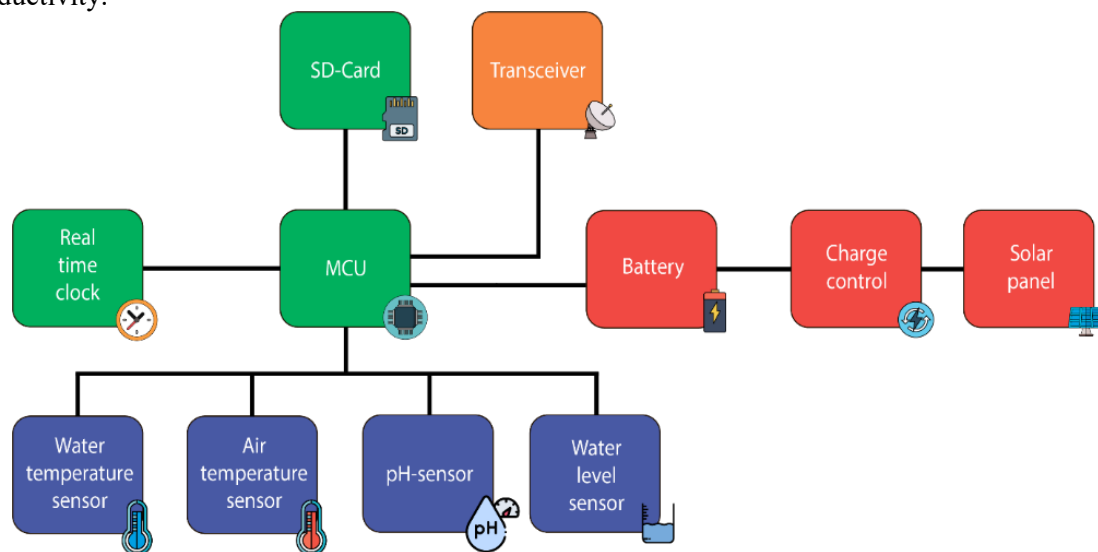 ductivity.
SD-Card
SD
Transceiver
Real
time
clock
MCU
Battery
Charge
control
Solar
panel
Water
temperature
sensor
Air
temperature
sensor
pH-sensor
pH
Water
level
sensor